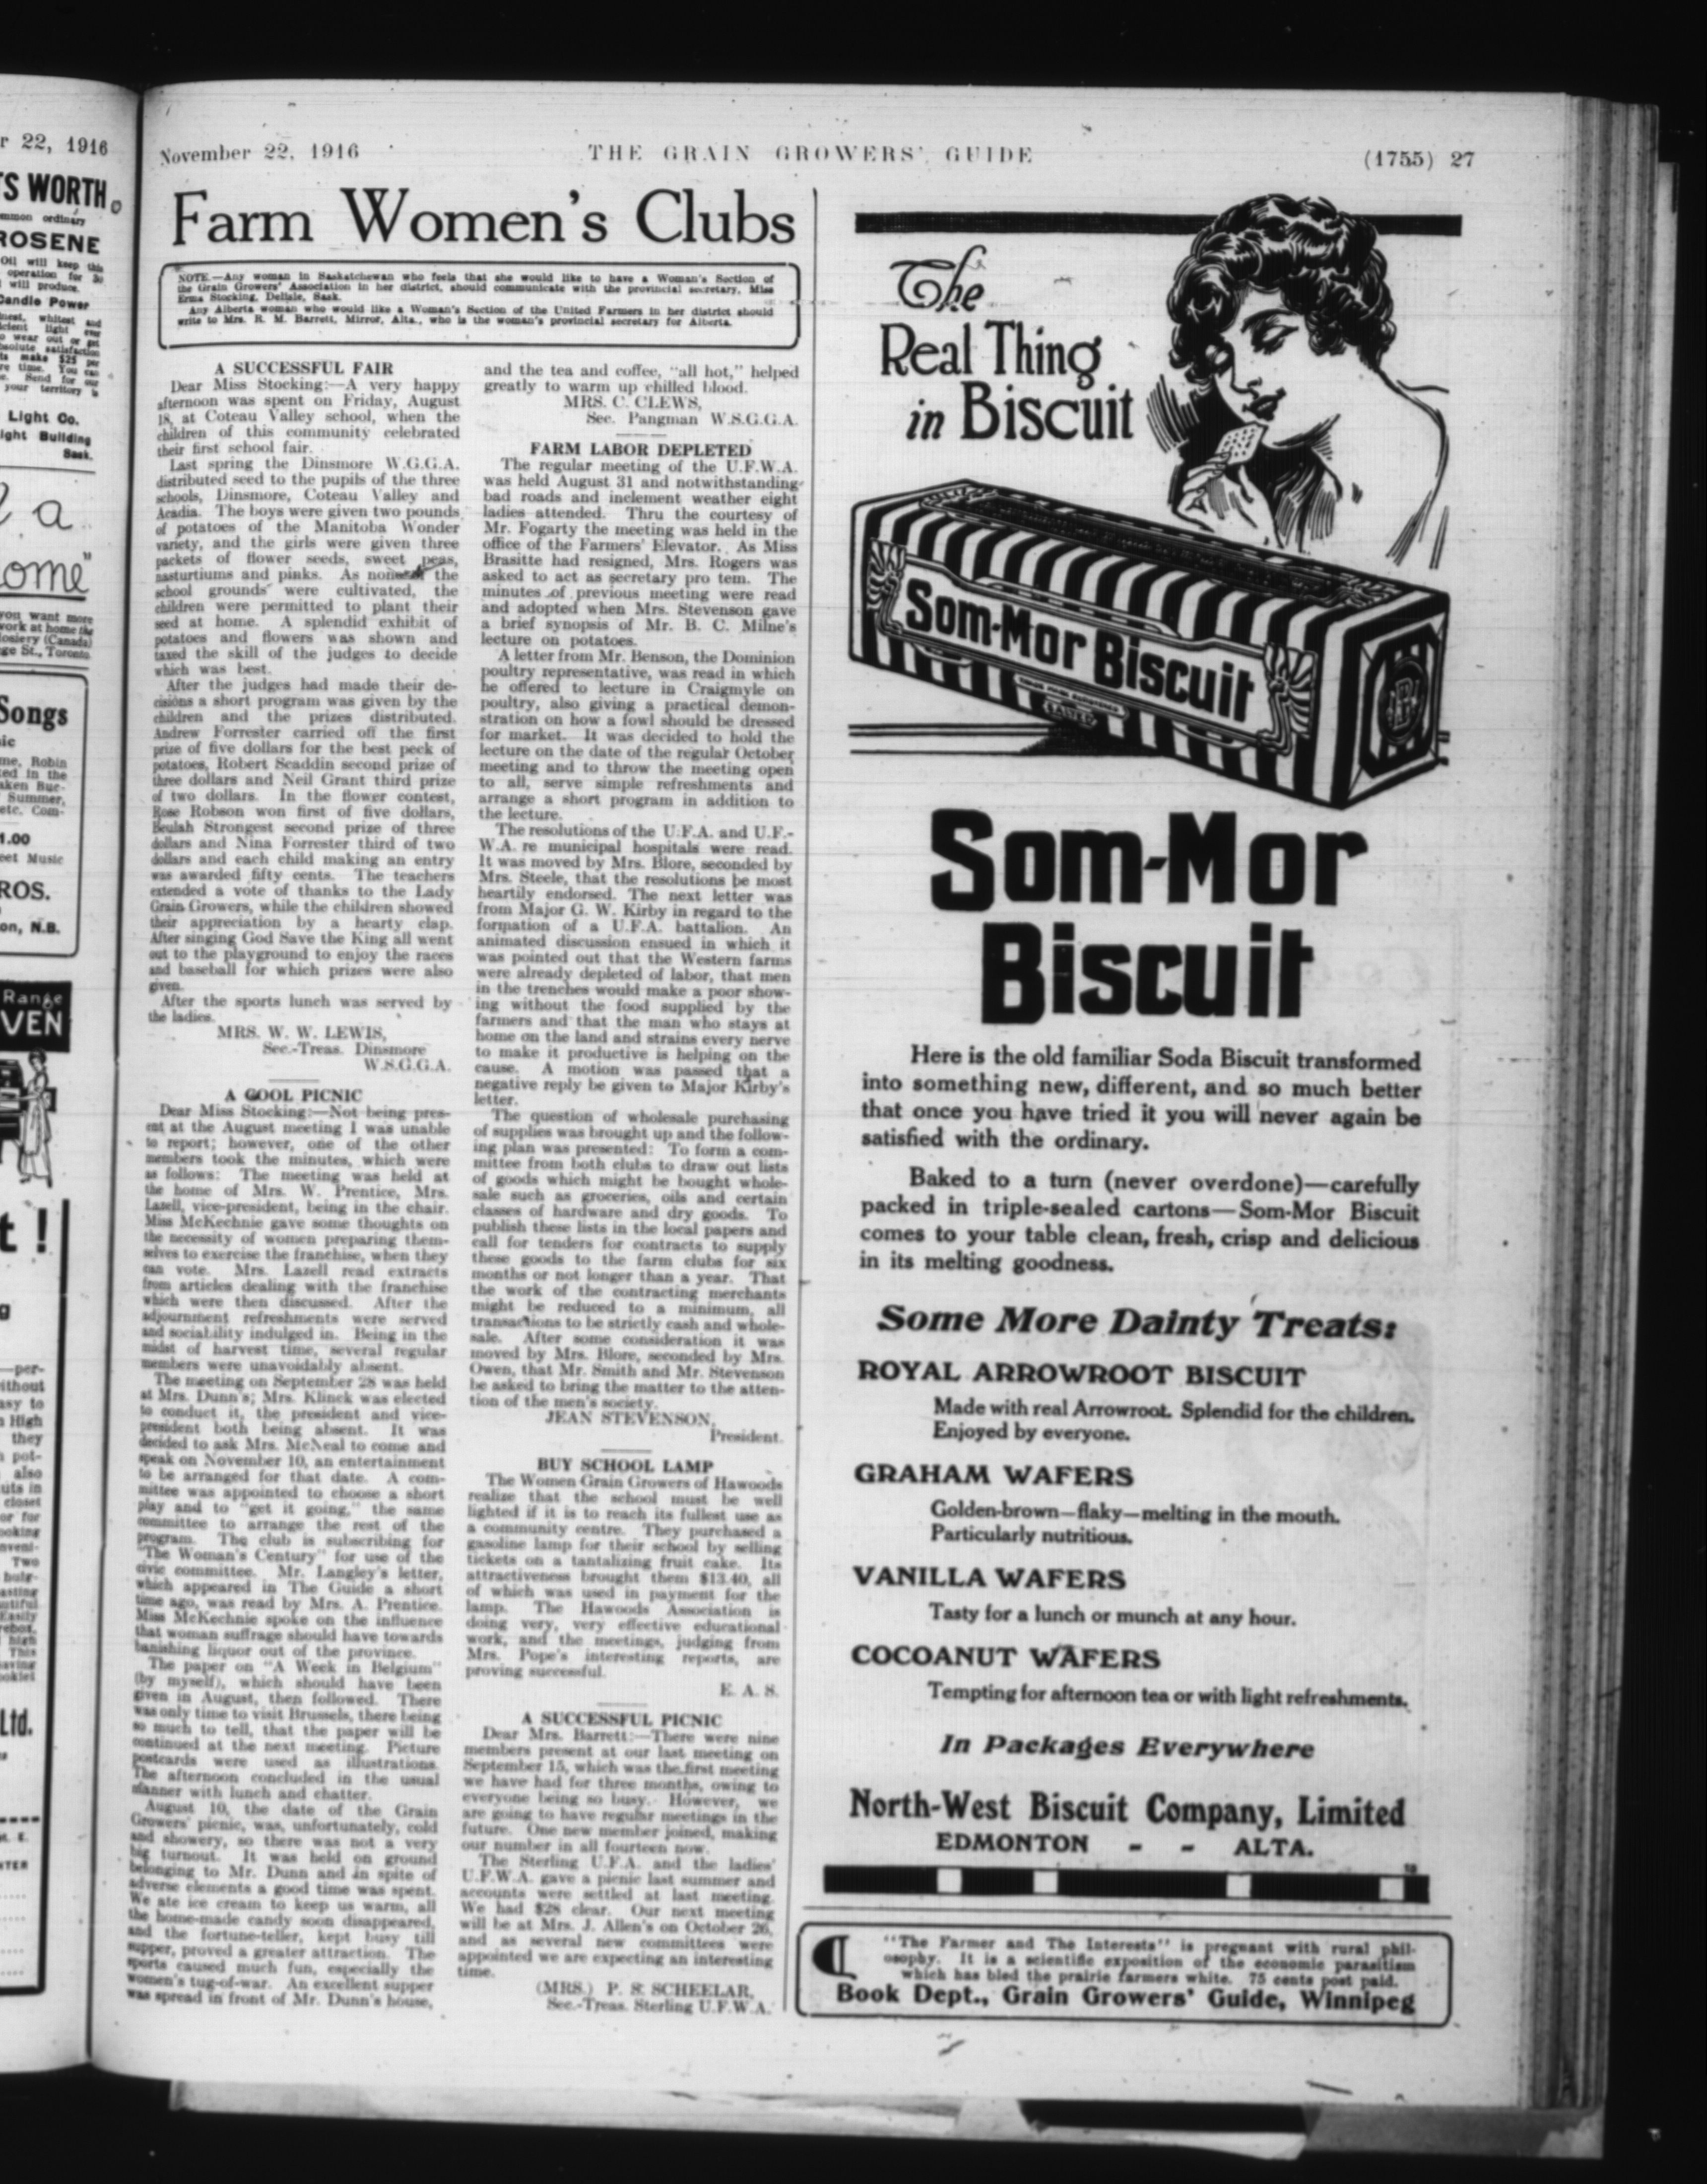 r 22, 1916
'S WORTH
mmon ordinary
ROSENE
Oil will keep this
operation for 50
will produce.
Candle Power
Light Co.
ight Building
Sask.
a
ome"
you want more
work at home
Hosiery (Canada)
ge St., Toronto
Songs
ROS.
on, N.B.
Range
VEN
t!
Ltd.
November 22, 1916
THE GRAIN GROWERS' GUIDE
(1755) 27
Farm Women's Clubs
NOTE.—Any woman in Saskatchewan who feels that she would like to have a Woman's Section of
the Grain Growers' Association in her district, should communicate with the provincial secretary, Miss
Erma Stocking, Delisle, Sask.
Any Alberta woman who would like a Woman's Section of the United Farmers in her district should
write to Mrs. R. M. Barrett, Mirror, Alta., who is the woman's provincial secretary for Alberta.
A SUCCESSFUL FAIR
Dear Miss Stocking:—A very happy
afternoon was spent on Friday, August
18, at Coteau Valley school, when the
children of this community celebrated
their first school fair.
Last spring the Dinsmore W.G.G.A.
distributed seed to the pupils of the three
schools, Dinsmore, Coteau Valley and
Acadia. The boys were given two pounds
of potatoes of the Manitoba Wonder
variety, and the girls were given three
packets of flower seeds, sweet peas,
nasturtiums and pinks. As none of the
school grounds were cultivated, the
children were permitted to plant their
seed at home. A splendid exhibit of
potatoes and flowers was shown and
taxed the skill of the judges to decide
which was best.
After the judges had made their de-
cisions a short program was given by the
children and the prizes distributed.
Andrew Forrester carried off the first
prize of five dollars for the best peck of
potatoes, Robert Scaddin second prize of
three dollars and Neil Grant third prize
of two dollars. In the flower contest,
Rose Robson won first of five dollars,
Beulah Strongest second prize of three
dollars and Nina Forrester third of two
dollars and each child making an entry
was awarded fifty cents. The teachers
extended a vote of thanks to the Lady
Grain Growers, while the children showed
their appreciation by a hearty clap.
After singing God Save the King all went
out to the playground to enjoy the races
and baseball for which prizes were also
given.
After the sports lunch was served by
the ladies.
MRS. W. W. LEWIS,
Sec.-Treas. Dinsmore
W.S.G.G.A.
A COOL PICNIC
Dear Miss Stocking:—Not being pres-
ent at the August meeting I was unable
to report; however, one of the other
members took the minutes, which were
as follows: The meeting was held at
the home of Mrs. W. Prentice, Mrs.
Lazell, vice-president, being in the chair.
Miss McKechnie gave some thoughts on
the necessity of women preparing them-
selves to exercise the franchise, when they
can vote. Mrs. Lazell read extracts
from articles dealing with the franchise
which were then discussed. After the
adjournment refreshments were served
and sociability indulged in. Being in the
midst of harvest time, several regular
members were unavoidably absent.
The meeting on September 28 was held
at Mrs. Dunn's; Mrs. Klinck was elected
to conduct it, the president and vice-
president both being absent. It was
decided to ask Mrs. McNeal to come and
speak on November 10, an entertainment
to be arranged for that date. A com-
mittee was appointed to choose a short
play and to "get it going," the same
committee to arrange the rest of the
program. The club is subscribing for
"The Woman's Century" for use of the
civic committee. Mr. Langley's letter,
which appeared in The Guide a short
time ago, was read by Mrs. A. Prentice.
Miss McKechnie spoke on the influence
that woman suffrage should have towards
banishing liquor out of the province.
The paper on "A Week in Belgium"
(by myself), which should have been
given in August, then followed. There
was only time to visit Brussels, there being
so much to tell, that the paper will be
continued at the next meeting. Picture
postcards were used as illustrations.
The afternoon concluded in the usual
manner with lunch and chatter.
August 10, the date of the Grain
Growers' picnic, was, unfortunately, cold
and showery, so there was not a very
big turnout. It was held on ground
belonging to Mr. Dunn and in spite of
adverse elements a good time was spent.
We ate ice cream to keep us warm, all
the home-made candy soon disappeared,
and the fortune-teller, kept busy till
supper, proved a greater attraction. The
sports caused much fun, especially the
women's tug-of-war. An excellent supper
was spread in front of Mr. Dunn's house,
and the tea and coffee, "all hot," helped
greatly to warm up chilled blood.
MRS. C. CLEWS,
Sec. Pangman W.S.G.G.A.
FARM LABOR DEPLETED
The regular meeting of the U.F.W.A.
was held August 31 and notwithstanding
bad roads and inclement weather eight
ladies attended. Thru the courtesy of
Mr. Fogarty the meeting was held in the
office of the Farmers' Elevator. As Miss
Brasitte had resigned, Mrs. Rogers was
asked to act as secretary pro tem. The
minutes of previous meeting were read
and adopted when Mrs. Stevenson gave
a brief synopsis of Mr. B. C. Milne's
lecture on potatoes.
A letter from Mr. Benson, the Dominion
poultry representative, was read in which
he offered to lecture in Craigmyle on
poultry, also giving a practical demon-
stration on how a fowl should be dressed
for market. It was decided to hold the
lecture on the date of the regular October
meeting and to throw the meeting open
to all, serve simple refreshments and
arrange a short program in addition to
the lecture.
The resolutions of the U.F.A. and U.F.-
W.A. re municipal hospitals were read.
It was moved by Mrs. Blore, seconded by
Mrs. Steele, that the resolutions be most
heartily endorsed. The next letter was
from Major G. W. Kirby in regard to the
formation of a U.F.A. battalion. An
animated discussion ensued in which it
was pointed out that the Western farms
were already depleted of labor, that men
in the trenches would make a poor show-
ing without the food supplied by the
farmers and that the man who stays at
home on the land and strains every nerve
to make it productive is helping on the
cause. A motion was passed that a
negative reply be given to Major Kirby's
letter.
The question of wholesale purchasing
of supplies was brought up and the follow-
ing plan was presented: To form a com-
mittee from both clubs to draw out lists
of goods which might be bought whole-
sale such as groceries, oils and certain
classes of hardware and dry goods. To
publish these lists in the local papers and
call for tenders for contracts to supply
these goods to the farm clubs for six
months or not longer than a year. That
the work of the contracting merchants
might be reduced to a minimum, all
transactions to be strictly cash and whole-
sale. After some consideration it was
moved by Mrs. Blore, seconded by Mrs.
Owen, that Mr. Smith and Mr. Stevenson
be asked to bring the matter to the atten-
tion of the men's society.
JEAN STEVENSON,
President.
BUY SCHOOL LAMP
The Women Grain Growers of Hawoods
realize that the school must be well
lighted if it is to reach its fullest use as
a community centre. They purchased a
gasoline lamp for their school by selling
tickets on a tantalizing fruit cake. Its
attractiveness brought them $13.40, all
of which was used in payment for the
lamp. The Hawoods Association is
doing very, very effective educational
work, and the meetings, judging from
Mrs. Pope's interesting reports, are
proving successful.
E. A. S.
A SUCCESSFUL PICNIC
Dear Mrs. Barrett:—There were nine
members present at our last meeting on
September 15, which was the first meeting
we have had for three months, owing to
everyone being so busy. However, we
are going to have regular meetings in the
future. One new member joined, making
our number in all fourteen now.
The Sterling U.F.A. and the ladies'
U.F.W.A. gave a picnic last summer and
accounts were settled at last meeting.
We had $28 clear. Our next meeting
will be at Mrs. J. Allen's on October 26,
and as several new committees were
appointed we are expecting an interesting
time.
(MRS.) P. S. SCHEELAR,
Sec.-Treas. Sterling U.F.W.A.
The
Real Thing
in Biscuit
Som-Mor Biscuit
SALTED
Som-Mor
Biscuit
Here is the old familiar Soda Biscuit transformed
into something new, different, and so much better
that once you have tried it you will never again be
satisfied with the ordinary.
Baked to a turn (never overdone)—carefully
packed in triple-sealed cartons—Som-Mor Biscuit
comes to your table clean, fresh, crisp and delicious
in its melting goodness.
Some More Dainty Treats:
ROYAL ARROWROOT BISCUIT
Made with real Arrowroot. Splendid for the children.
Enjoyed by everyone.
GRAHAM WAFERS
Golden-brown—flaky—melting in the mouth.
Particularly nutritious.
VANILLA WAFERS
Tasty for a lunch or munch at any hour.
COCOANUT WAFERS
Tempting for afternoon tea or with light refreshments.
In Packages Everywhere
North-West Biscuit Company, Limited
EDMONTON - - ALTA.
"The Farmer and The Interests" is pregnant with rural phil-
osophy. It is a scientific exposition of the economic parasitism
which has bled the prairie farmers white. 75 cents post paid.
Book Dept., Grain Growers' Guide, Winnipeg